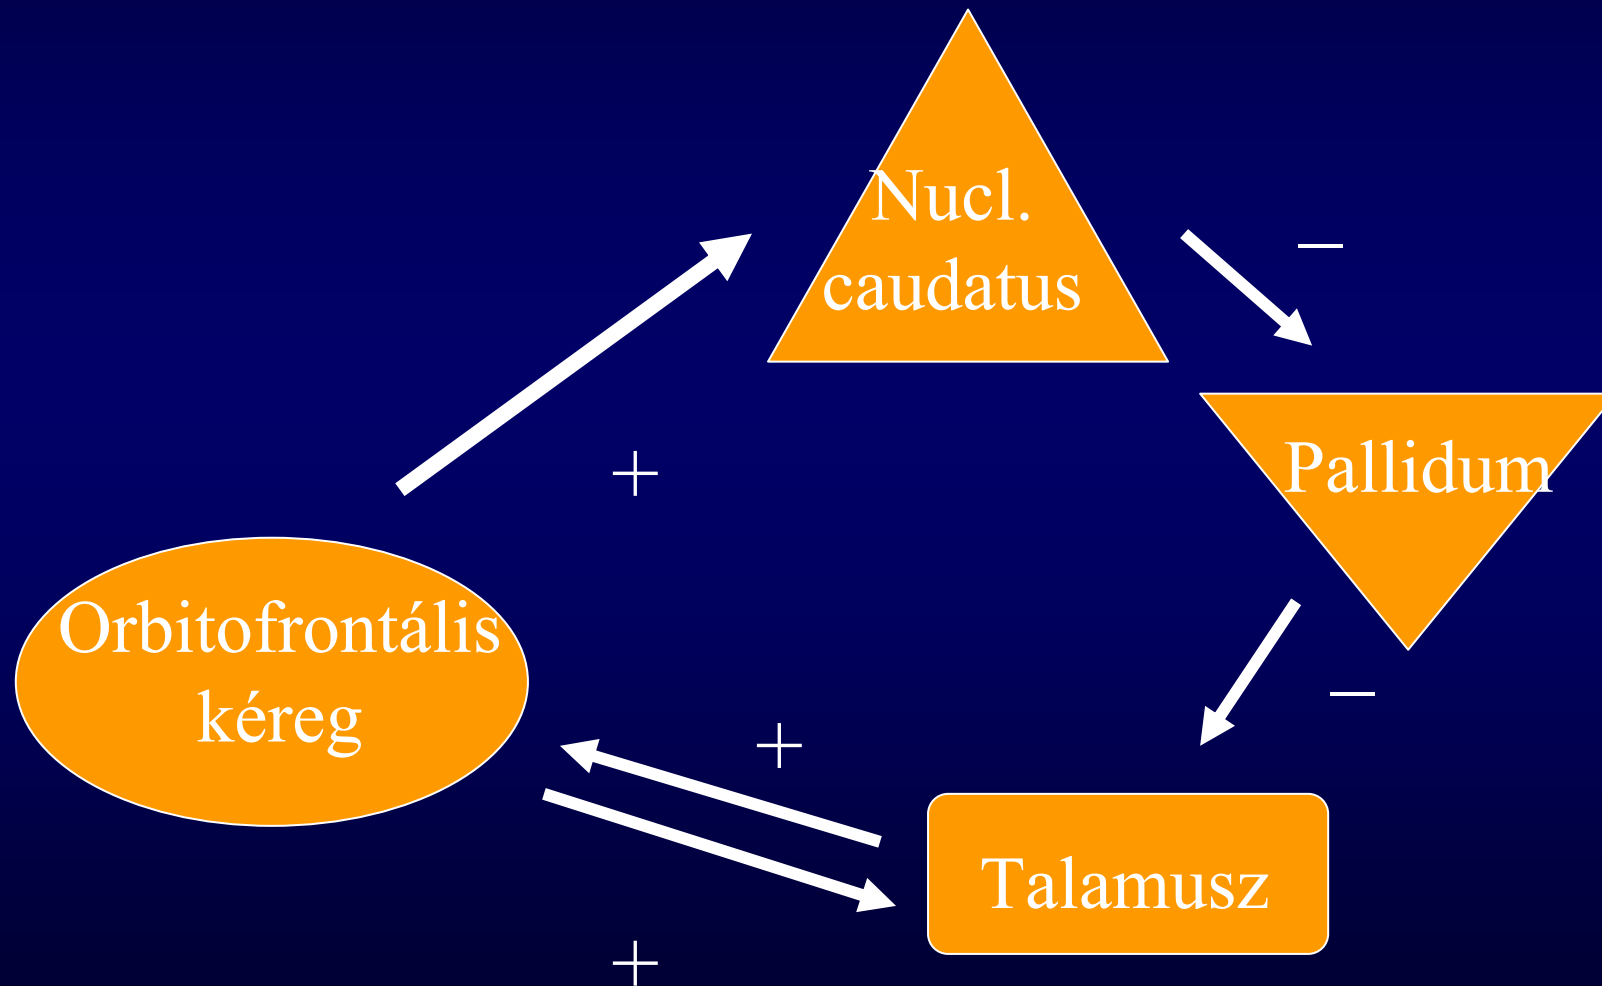 Nucl.
caudatus
–
Pallidum
+
Orbitofrontális
kéreg
–
+
Talamusz
+